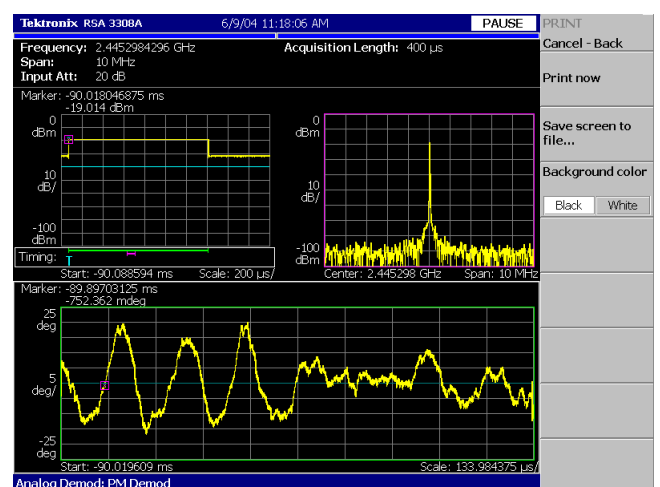 Tektronix RSA 3308A 6/9/04 11:18:06 AM PAUSE
Frequency: 2.4452984296 GHz Acquisition Length: 400 µs
Span: 10 MHz
Input Att: 20 dB
Marker: -90.018046875 ms
-19.014 dBm
0
dBm
10
dB/
-100
dBm
0
dBm
10
dB/
-100
dBm
Timing: T
Start: -90.088594 ms Scale: 200 µs/
Center: 2.445298 GHz Span: 10 MHz
Marker: -89.89703125 ms
-752.362 mdeg
25
deg
5
deg/
-25
deg
Start: -90.019609 ms Scale: 133.984375 µs/
Analog Demod: PM Demod
PRINT
Cancel - Back
Print now
Save screen to
file...
Background color
Black White